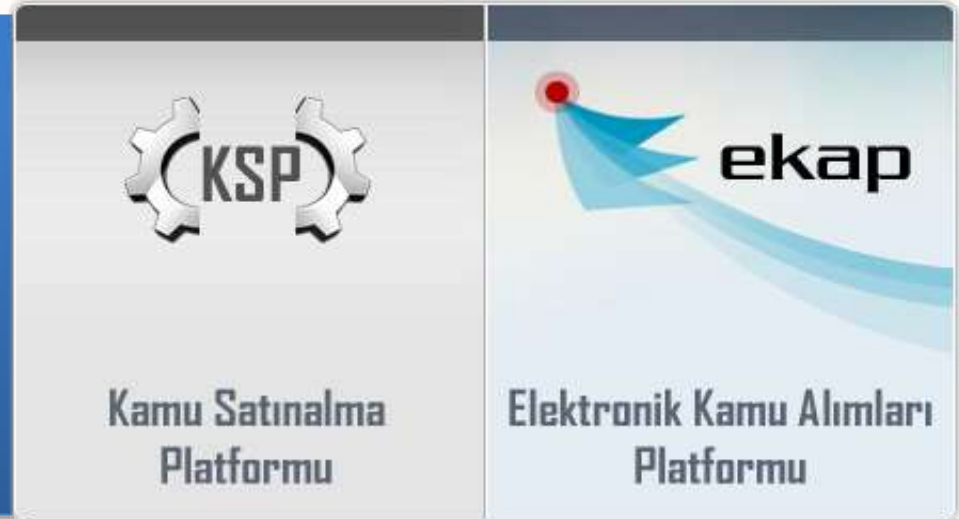 KSP
Kamu Satınalma
Platformu
ekap
Elektronik Kamu Alımları
Platformu